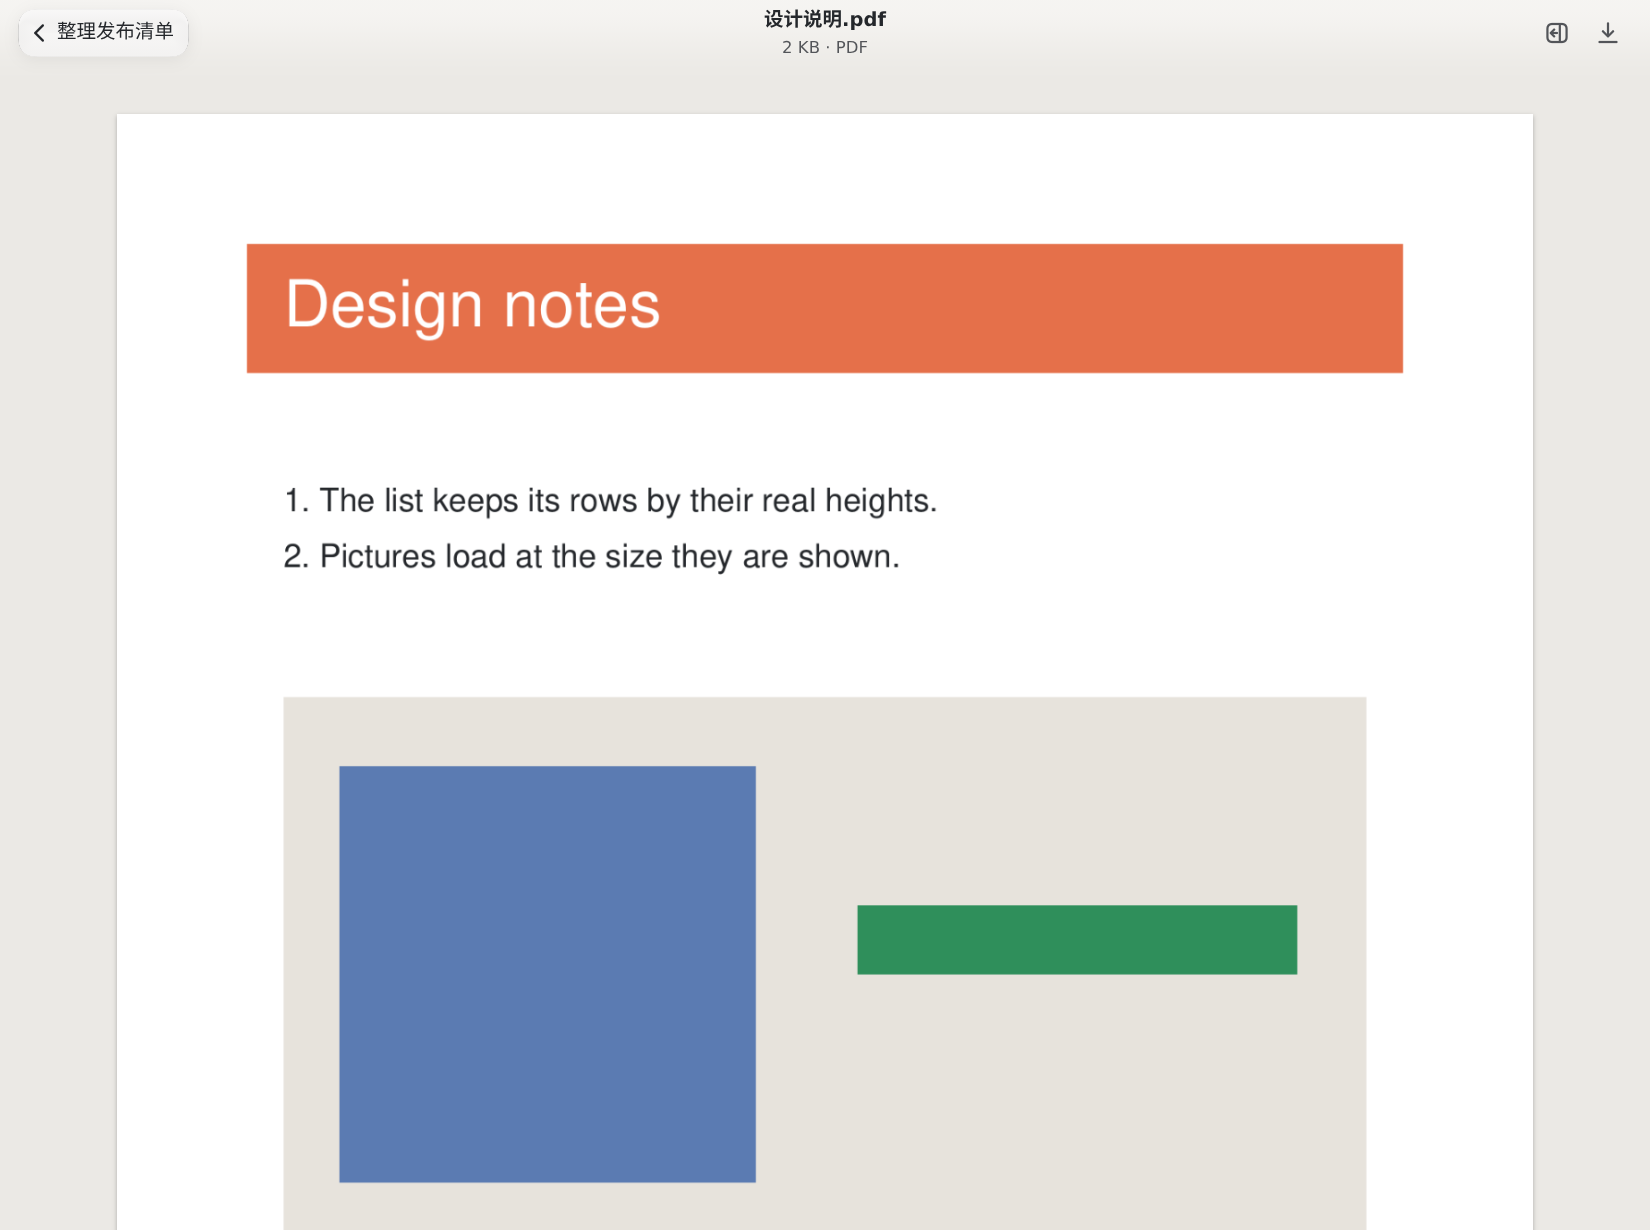 整理发布清单
设计说明.pdf
2 KB · PDF
Design notes
1. The list keeps its rows by their real heights.
2. Pictures load at the size they are shown.